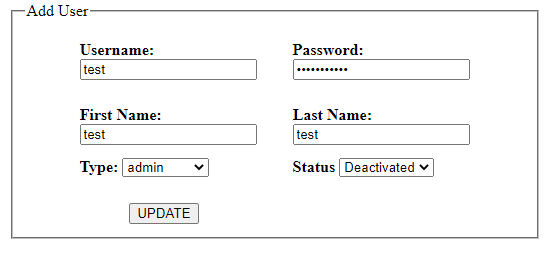 Add User
Username: Password:
test •••••••••••
First Name: Last Name:
test test
Type: admin Status Deactivated
UPDATE